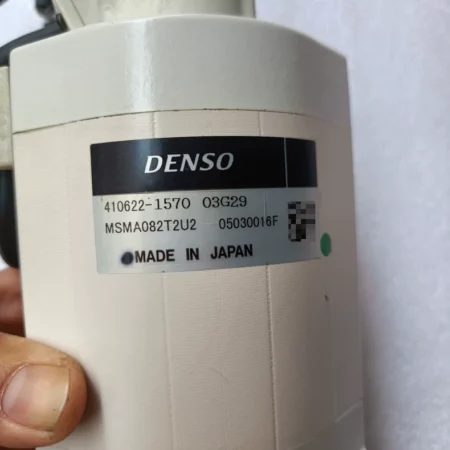 DENSO
410622-1570 03G29
MSMA082T2U2 05030016F
MADE IN JAPAN